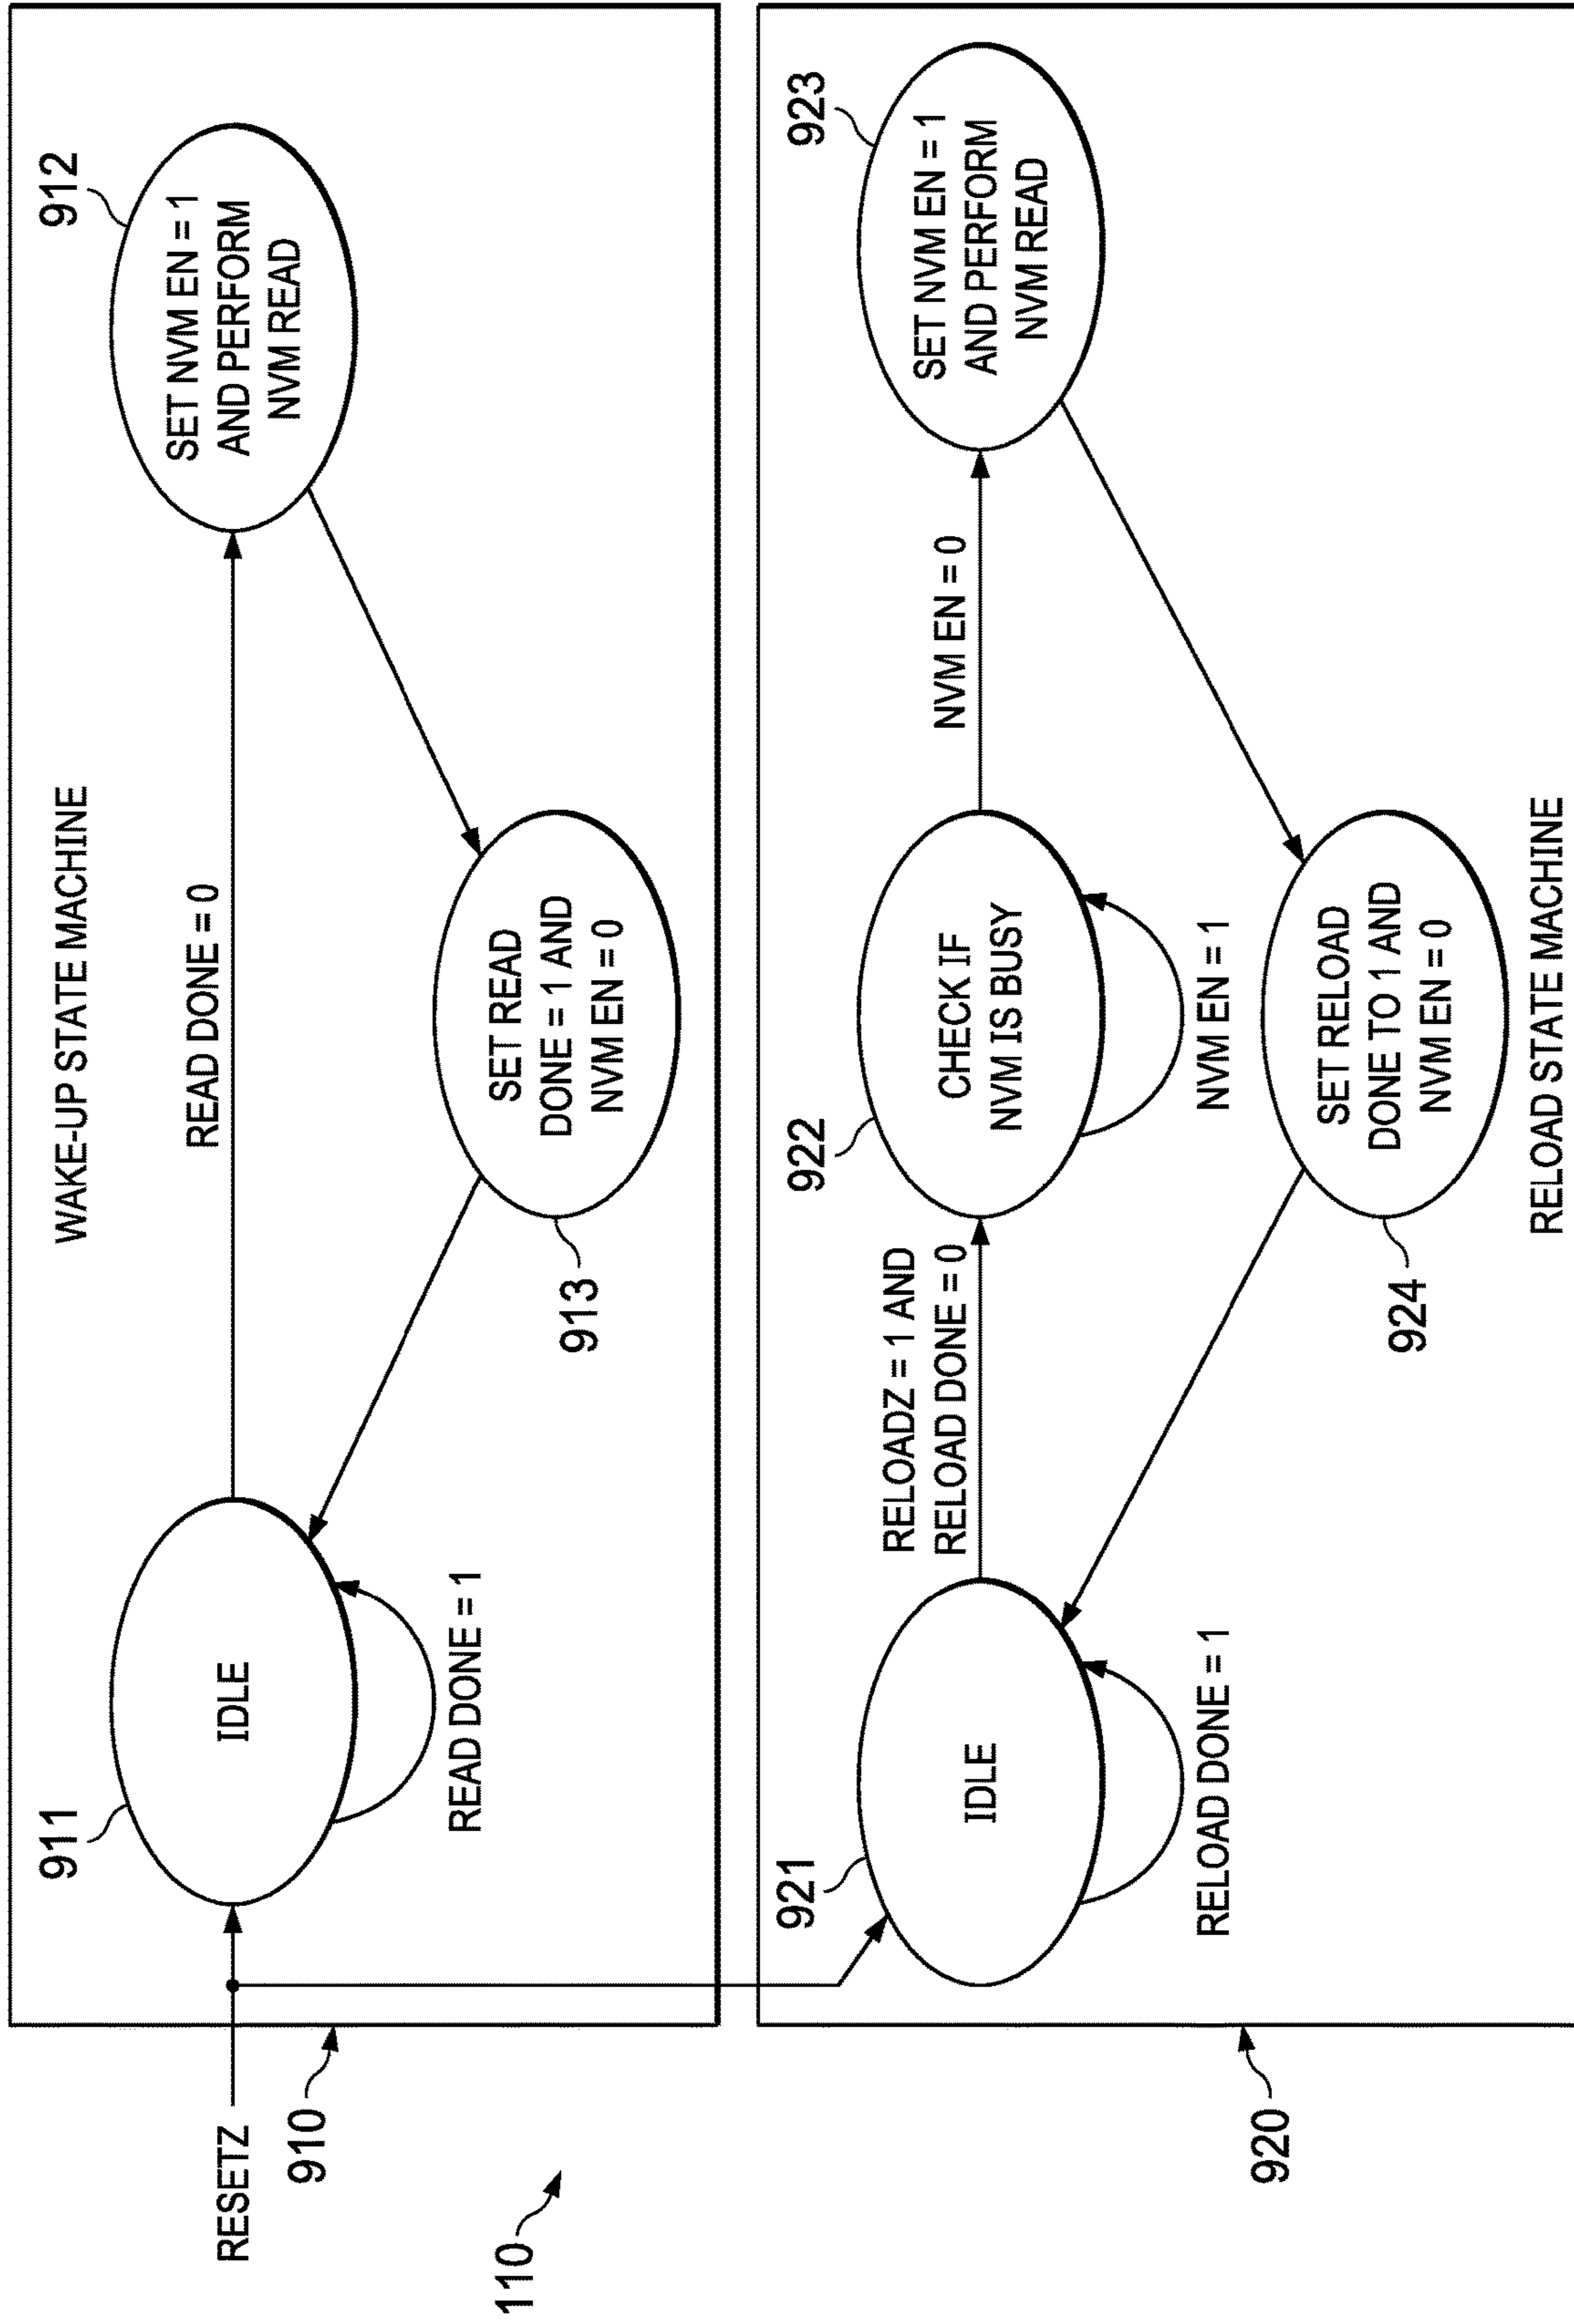 WAKE-UP STATE MACHINE
RESETZ
910
110
911
IDLE
READ DONE = 1
READ DONE = 0
912
SET NVM EN = 1
AND PERFORM
NVM READ
913
SET READ
DONE = 1 AND
NVM EN = 0
920
921
IDLE
RELOAD DONE = 1
RELOADZ = 1 AND
RELOAD DONE = 0
922
CHECK IF
NVM IS BUSY
NVM EN = 1
NVM EN = 0
923
SET NVM EN = 1
AND PERFORM
NVM READ
924
SET RELOAD
DONE TO 1 AND
NVM EN = 0
RELOAD STATE MACHINE